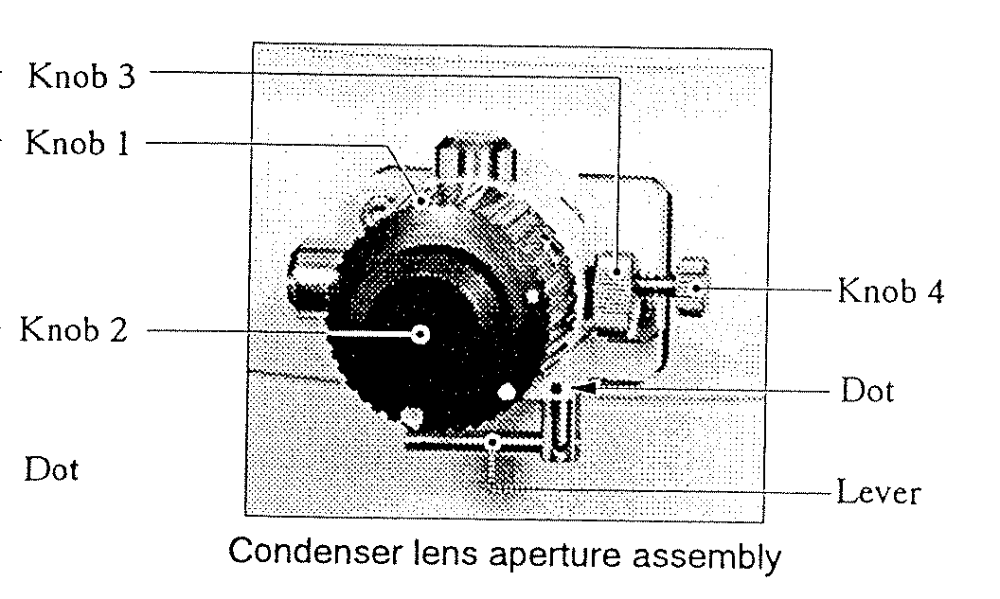 Knob 3
Knob 1
Knob 2
Knob 4
Dot
Dot
Lever
Condenser lens aperture assembly